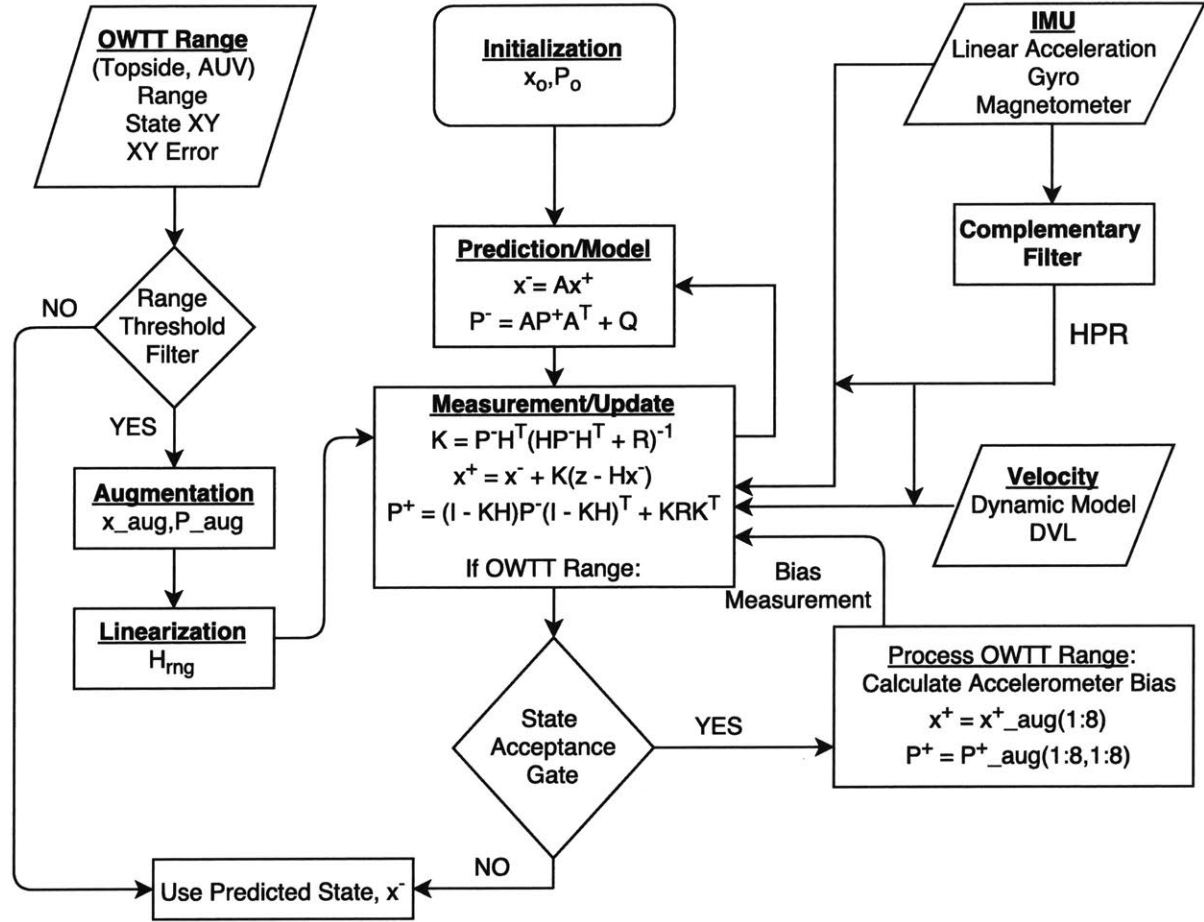 OWTT Range
(Topside, AUV)
Range
State XY
XY Error
Initialization
x₀,P₀
IMU
Linear Acceleration
Gyro
Magnetometer
Complementary
Filter
HPR
Prediction/Model
x⁻= Ax⁺
P⁻ = AP⁺Aᵀ + Q
NO
Range
Threshold
Filter
YES
Augmentation
x_aug,P_aug
Linearization
H_rng
Measurement/Update
K = P⁻Hᵀ(HP⁻Hᵀ + R)⁻¹
x⁺ = x⁻ + K(z - Hx⁻)
P⁺ = (I - KH)P⁻(I - KH)ᵀ + KRKᵀ
If OWTT Range:
Velocity
Dynamic Model
DVL
Bias
Measurement
Process OWTT Range:
Calculate Accelerometer Bias
x⁺ = x⁺_aug(1:8)
P⁺ = P⁺_aug(1:8,1:8)
State
Acceptance
Gate
YES
NO
Use Predicted State, x⁻